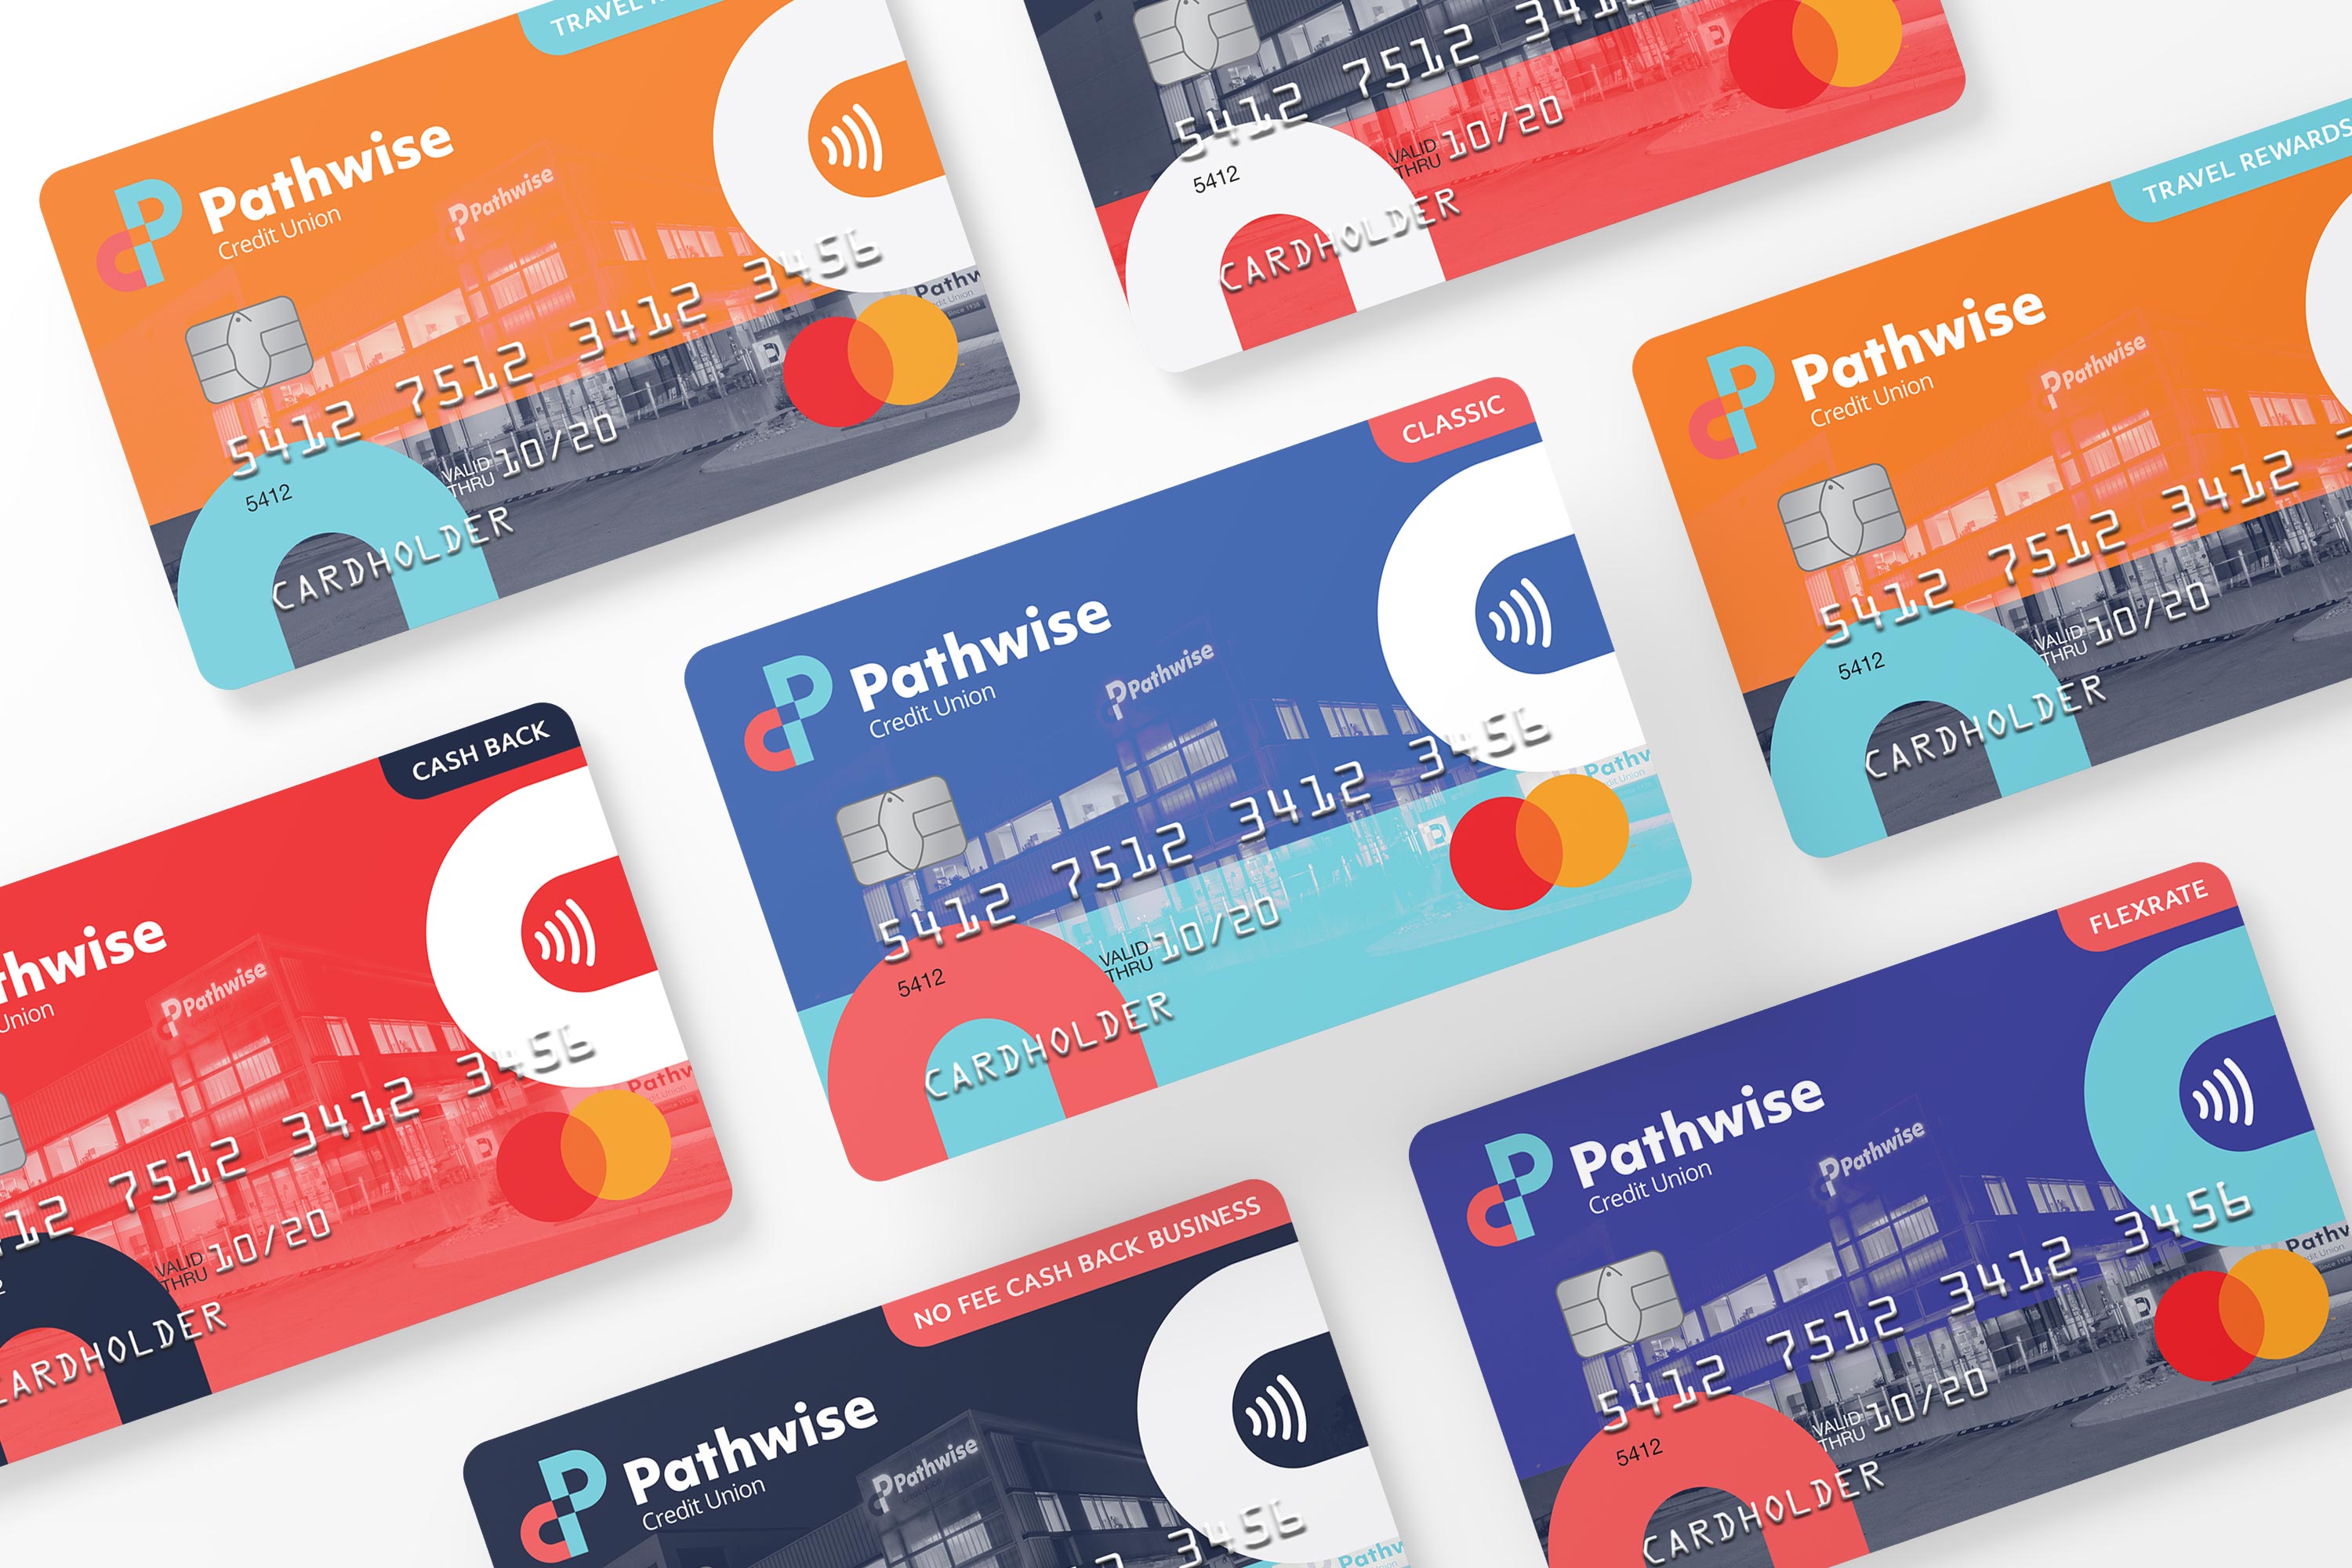 TRAVEL
Pathwise
Credit Union
Pathwise
5412 7512 3412 3456
5412
VALID
THRU
10/20
CARDHOLDER
5412 7512
5412
VALID
THRU
10/20
CARDHOLDER
TRAVEL REWARDS
Pathwise
Credit Union
Pathwise
5412 7512 3412
5412
VALID
THRU
10/20
CARDHOLDER
CLASSIC
Pathwise
Credit Union
Pathwise
5412 7512 3412 3456
5412
VALID
THRU
10/20
CARDHOLDER
CASH BACK
thwise
Union
Pathwise
12 7512 3412 3456
VALID
THRU
10/20
CARDHOLDER
FLEXRATE
Pathwise
Credit Union
Pathwise
5412 7512 3412 3456
5412
VALID
THRU
10/20
CARDHOLDER
NO FEE CASH BACK BUSINESS
Pathwise
Credit Union
Pathwise
3456